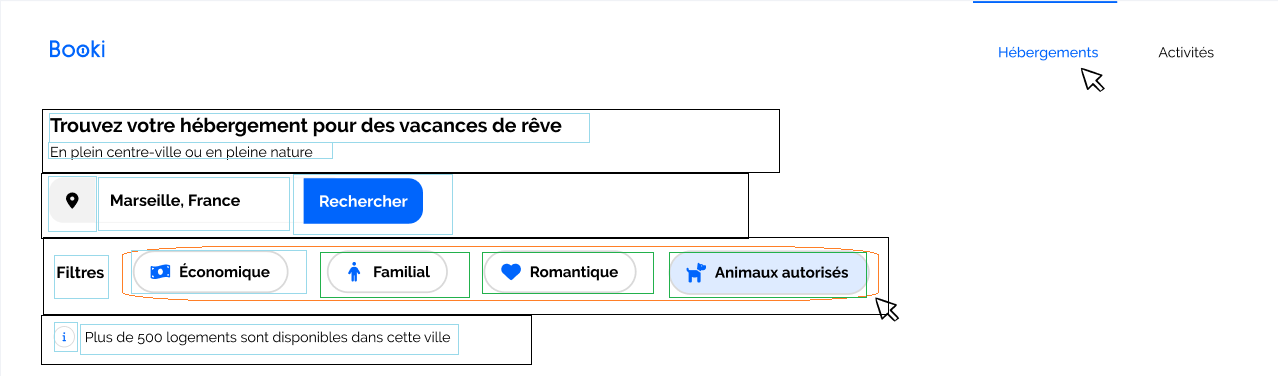 Booki
Hébergements
Activités
Trouvez votre hébergement pour des vacances de rêve
En plein centre-ville ou en pleine nature
Marseille, France
Rechercher
Filtres
Économique
Familial
Romantique
Animaux autorisés
i
Plus de 500 logements sont disponibles dans cette ville